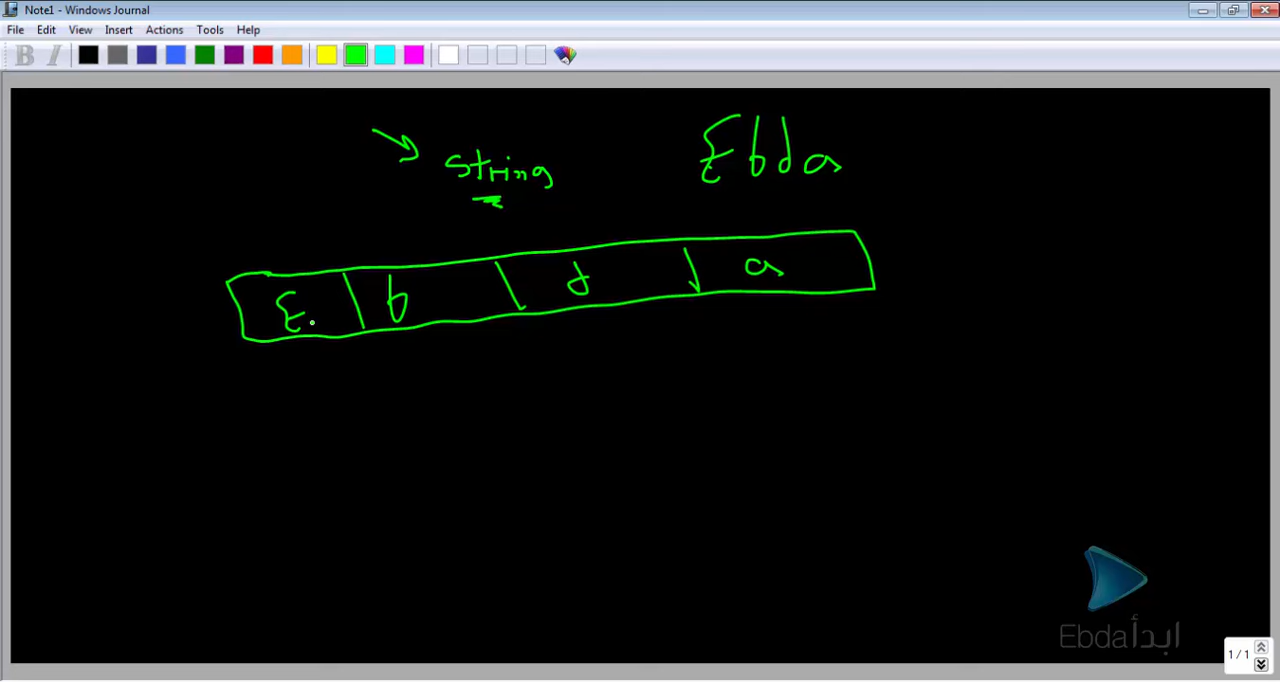 Note1 - Windows Journal
File Edit View Insert Actions Tools Help
B I
string Ebda
E b d a
Ebda ابدأ
1 / 1